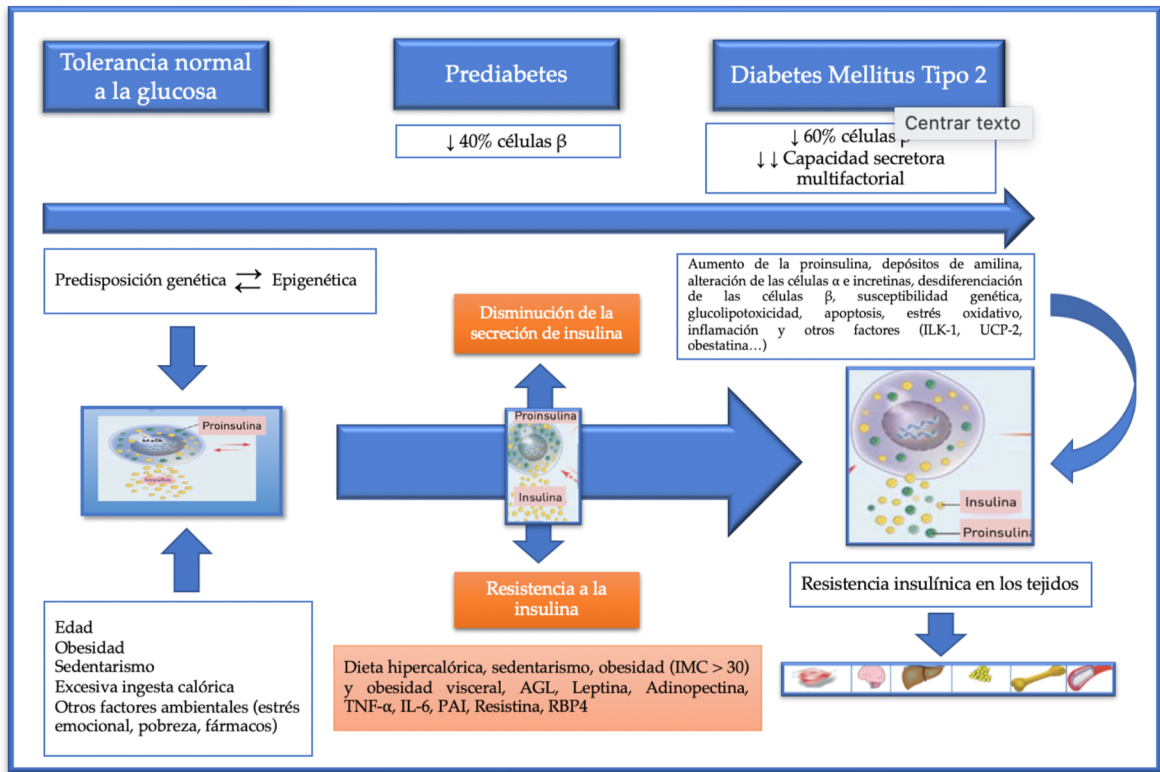 Tolerancia normal
a la glucosa
Prediabetes
Diabetes Mellitus Tipo 2
Centrar texto
↓ 40% células β
↓ 60% células β
↓↓ Capacidad secretora
multifactorial
Predisposición genética ⇄ Epigenética
Aumento de la proinsulina, depósitos de amilina,
alteración de las células α e incretinas, desdiferenciación
de las células β, susceptibilidad genética,
glucolipotoxicidad, apoptosis, estrés oxidativo,
inflamación y otros factores (ILK-1, UCP-2,
obestatina…)
Disminución de la
secreción de insulina
Proinsulina
MafA
Insulina
Proinsulina
Insulina
Insulina
Proinsulina
Resistencia a la
insulina
Resistencia insulínica en los tejidos
Edad
Obesidad
Sedentarismo
Excesiva ingesta calórica
Otros factores ambientales (estrés
emocional, pobreza, fármacos)
Dieta hipercalórica, sedentarismo, obesidad (IMC > 30)
y obesidad visceral, AGL, Leptina, Adinopectina,
TNF-α, IL-6, PAI, Resistina, RBP4